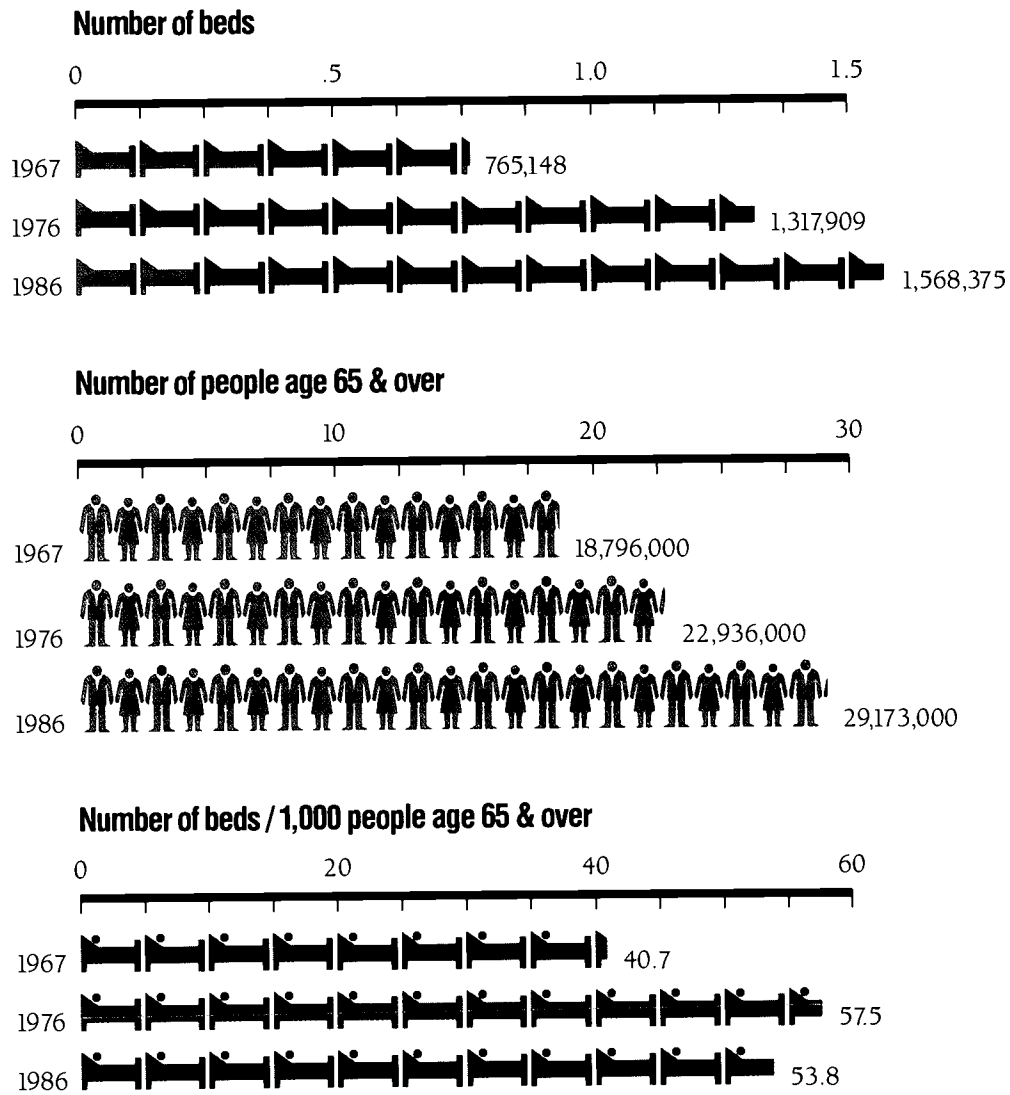 Number of beds
0 .5 1.0 1.5
1967 765,148
1976 1,317,909
1986 1,568,375
Number of people age 65 & over
0 10 20 30
1967 18,796,000
1976 22,936,000
1986 29,173,000
Number of beds / 1,000 people age 65 & over
0 20 40 60
1967 40.7
1976 57.5
1986 53.8